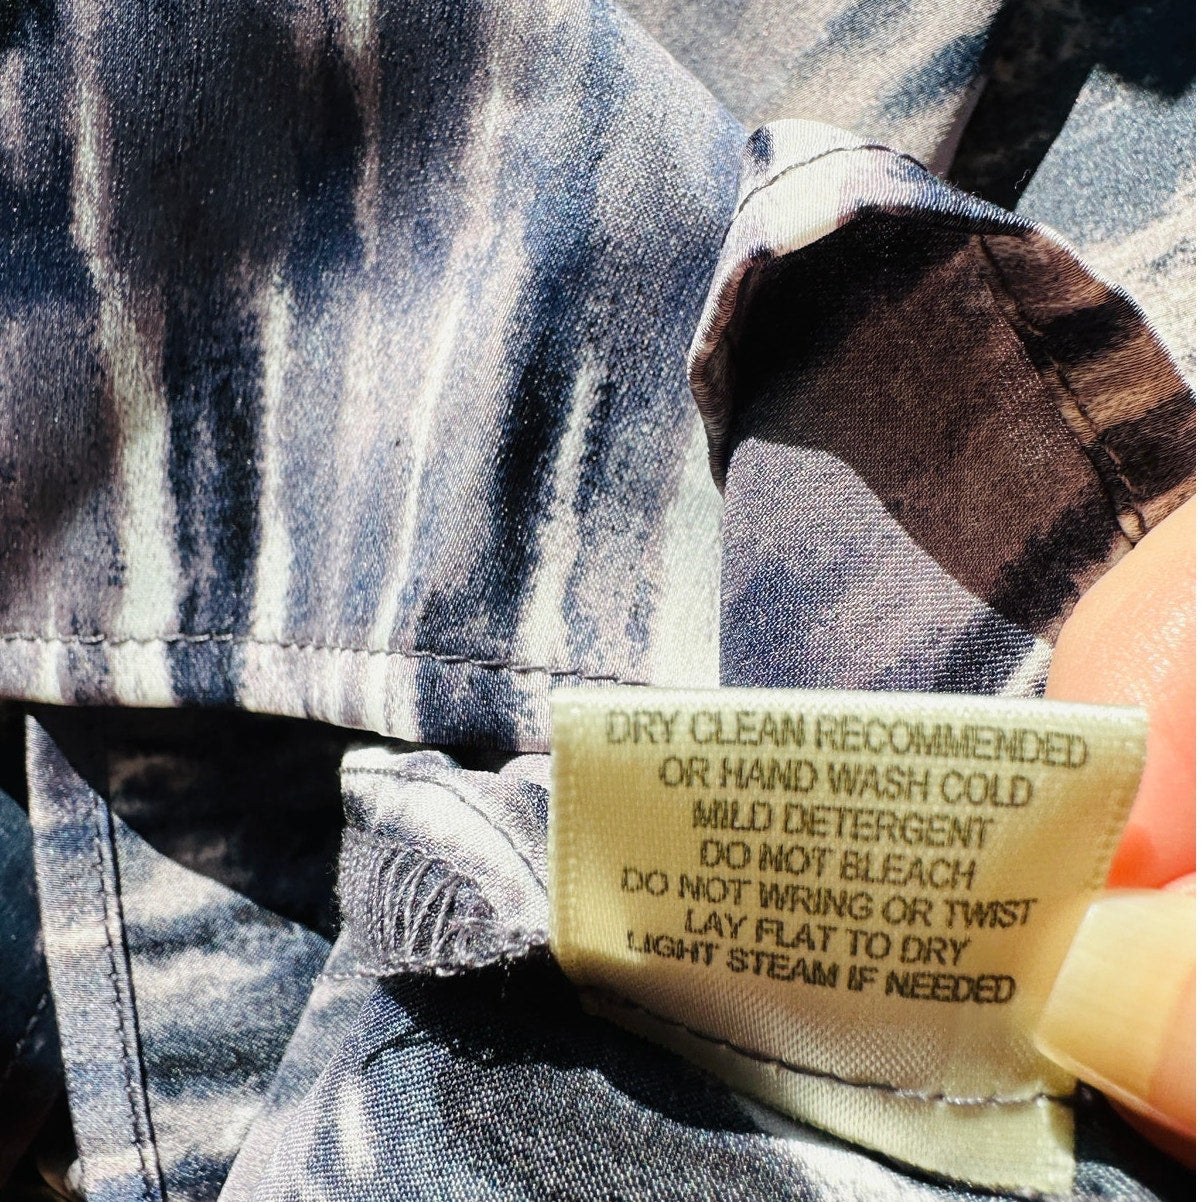 DRY CLEAN RECOMMENDED
OR HAND WASH COLD
MILD DETERGENT
DO NOT BLEACH
DO NOT WRING OR TWIST
LAY FLAT TO DRY
LIGHT STEAM IF NEEDED